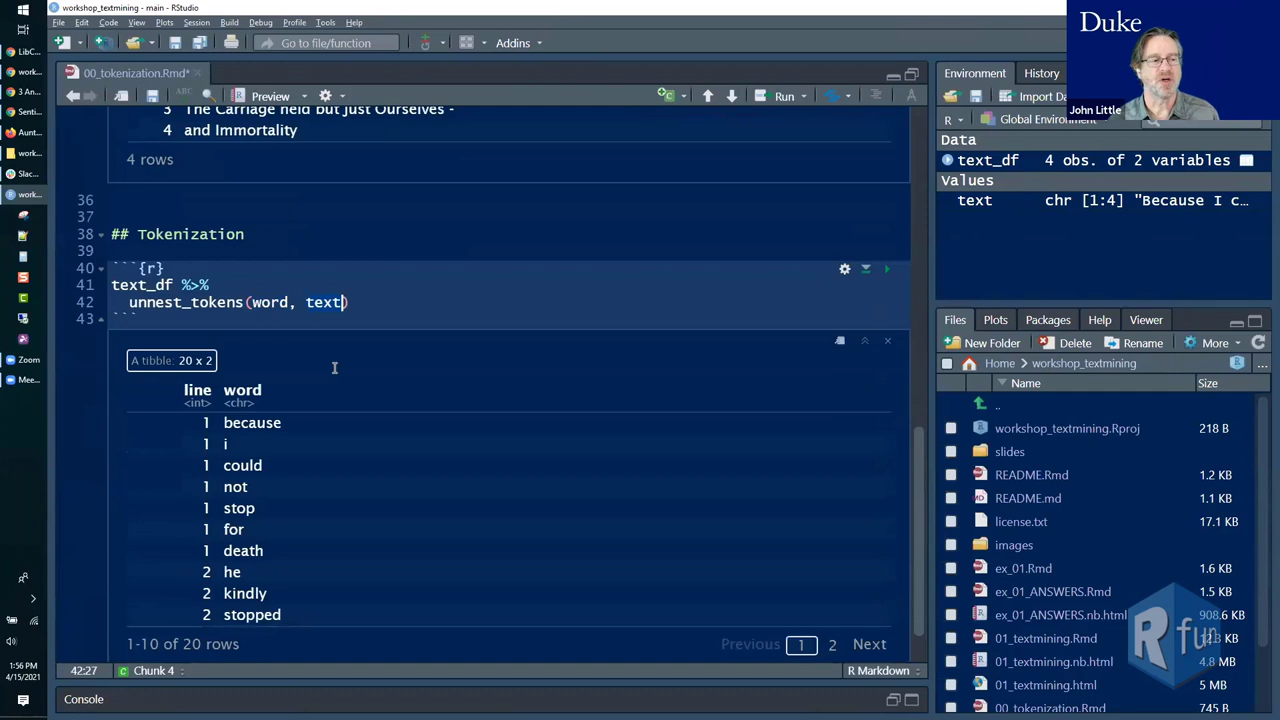 workshop_textmining - main - RStudio
File Edit Code View Plots Session Build Debug Profile Tools Help
Go to file/function Addins
Duke
John Little
LibC...
work...
3 An...
Senti...
Aunt...
work...
Slac...
work...
Zoom
Mee...
1:56 PM
4/15/2021
00_tokenization.Rmd*
ABC Preview Run
3 The Carriage held but just Ourselves -
4 and Immortality
4 rows
36
37
38 ## Tokenization
39
40 ```{r}
41 text_df %>%
42 unnest_tokens(word, text)
43 ```
A tibble: 20 x 2
line word
<int> <chr>
1 because
1 i
1 could
1 not
1 stop
1 for
1 death
2 he
2 kindly
2 stopped
1-10 of 20 rows Previous 1 2 Next
42:27 Chunk 4 R Markdown
Console
Environment History
Import Da
R Global Environment
Data
text_df 4 obs. of 2 variables
Values
text chr [1:4] "Because I c…
Files Plots Packages Help Viewer
New Folder Delete Rename More
Home workshop_textmining ...
Name Size
..
workshop_textmining.Rproj 218 B
slides
README.Rmd 1.2 KB
README.md 1.1 KB
license.txt 17.1 KB
images
ex_01.Rmd 1.6 KB
ex_01_ANSWERS.Rmd 1.5 KB
ex_01_ANSWERS.nb.html 908.6 KB
01_textmining.Rmd
01_textmining.nb.html 4.8 MB
01_textmining.html 5 MB
00_tokenization.Rmd 745 B
R fun